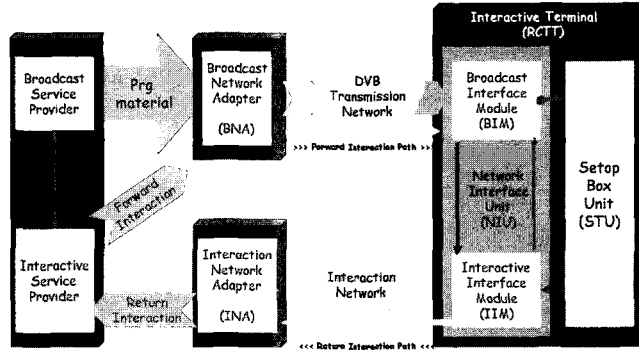 Interactive Terminal
(RCTT)
Broadcast
Service
Provider
Prg
material
Broadcast
Network
Adapter
(BNA)
DVB
Transmission
Network
>>> Forward Interaction Path >>>
Broadcast
Interface
Module
(BIM)
Network
Interface
Unit
(NIU)
Setop
Box
Unit
(STU)
Forward
Interaction
Interactive
Service
Provider
Return
Interaction
Interaction
Network
Adapter
(INA)
Interaction
Network
<<< Return Interaction Path <<<
Interactive
Interface
Module
(IIM)